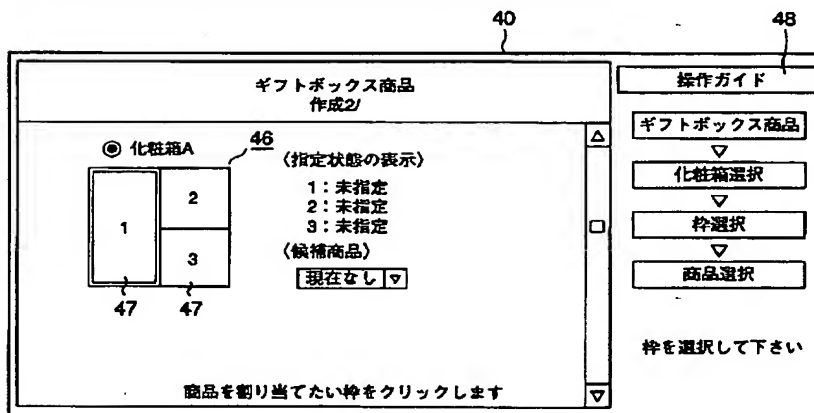 40
48
ギフトボックス商品
作成2/
化粧箱A
46
〈指定状態の表示〉
1：未指定
2：未指定
3：未指定
〈候補商品〉
現在なし
1
2
3
47
47
商品を割り当てたい枠をクリックします
操作ガイド
ギフトボックス商品
化粧箱選択
枠選択
商品選択
枠を選択して下さい